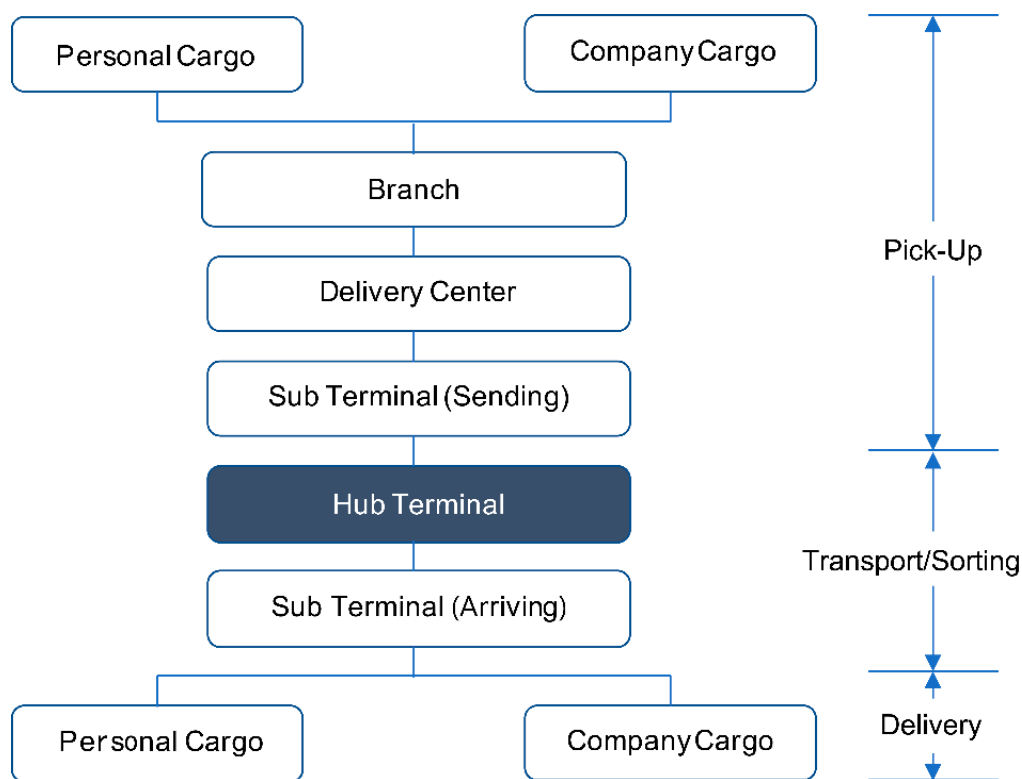 Personal Cargo
Company Cargo
Branch
Pick-Up
Delivery Center
Sub Terminal (Sending)
Hub Terminal
Transport/Sorting
Sub Terminal (Arriving)
Personal Cargo
Company Cargo
Delivery